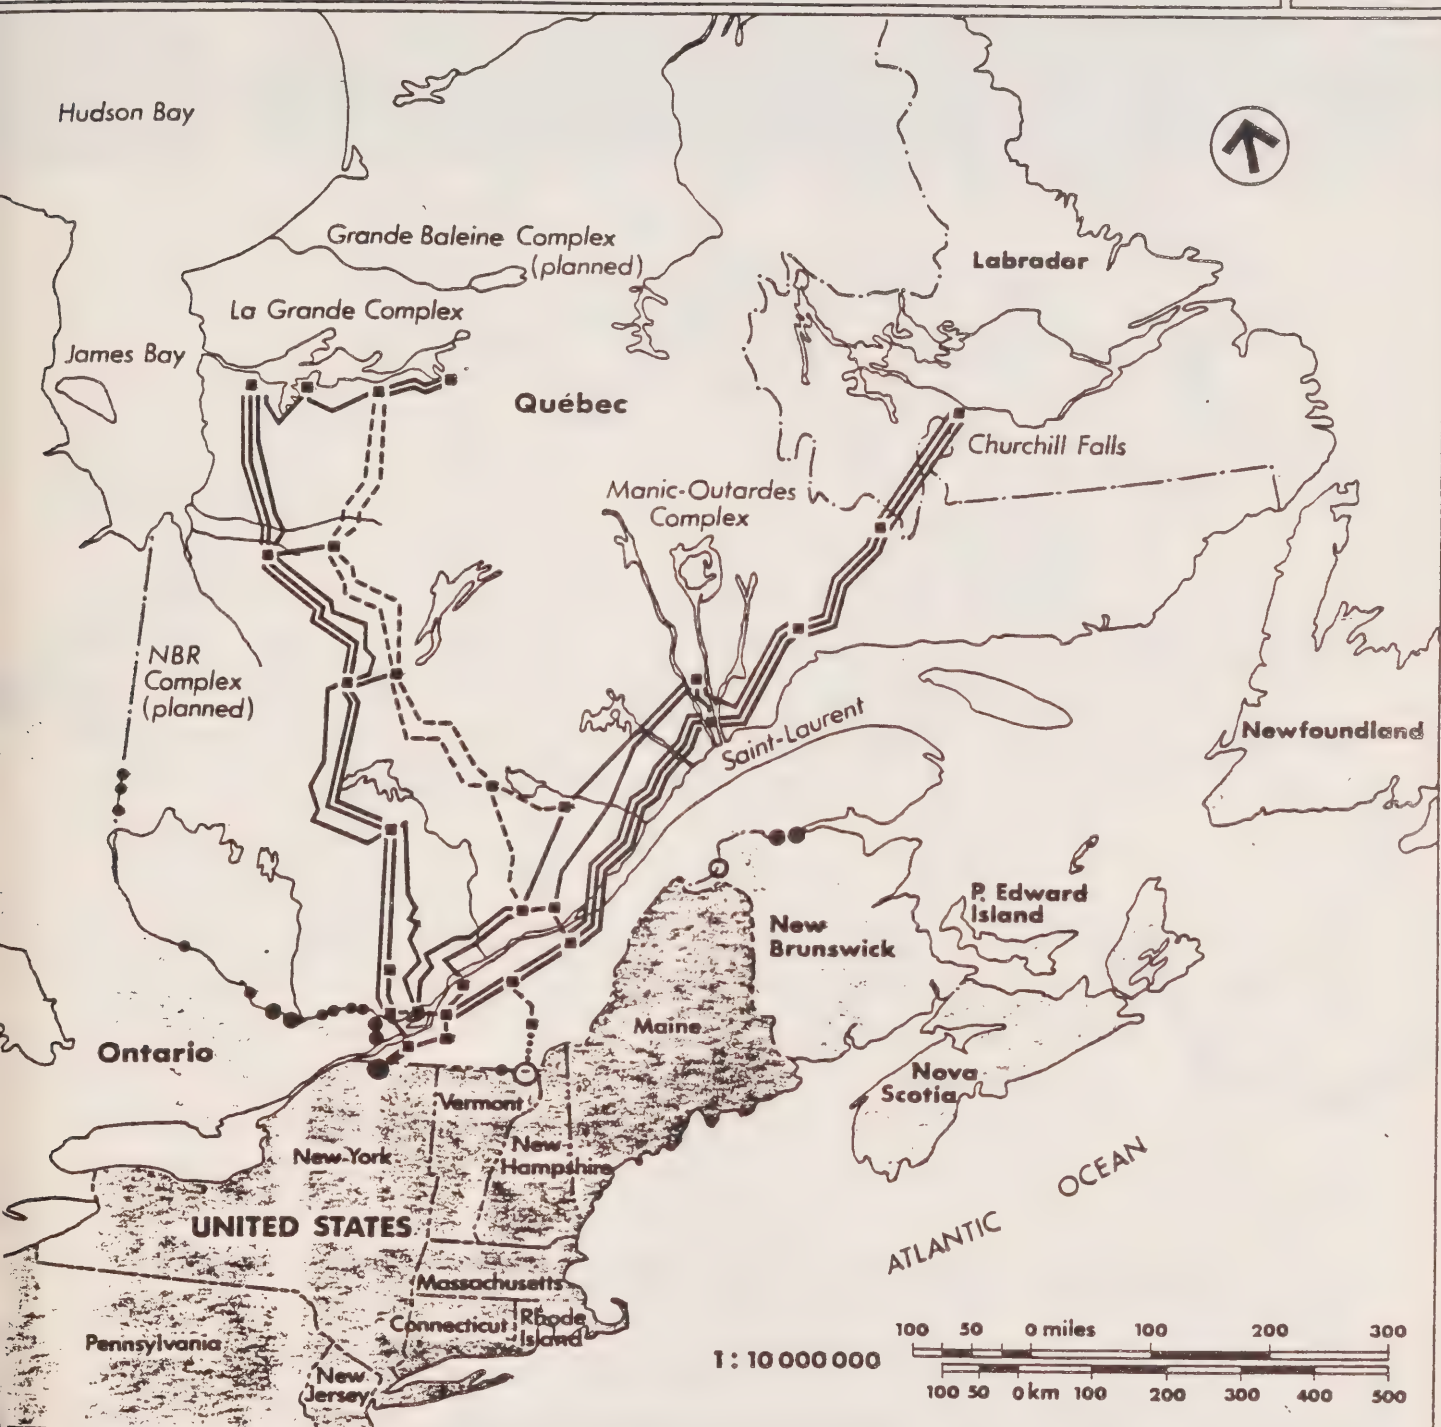 Hudson Bay
Grande Baleine Complex
(planned)
Labrador
La Grande Complex
James Bay
Québec
Churchill Falls
Manic-Outardes
Complex
NBR
Complex
(planned)
Saint-Laurent
Newfoundland
P. Edward
Island
New
Brunswick
Maine
Ontario
Nova
Scotia
Vermont
New-York
New
Hampshire
OCEAN
ATLANTIC
UNITED STATES
Massachusetts
Connecticut
Rhode
Island
Pennsylvania
New
Jersey
1 : 10 000 000
100 50 0 miles 100 200 300
100 50 0 km 100 200 300 400 500